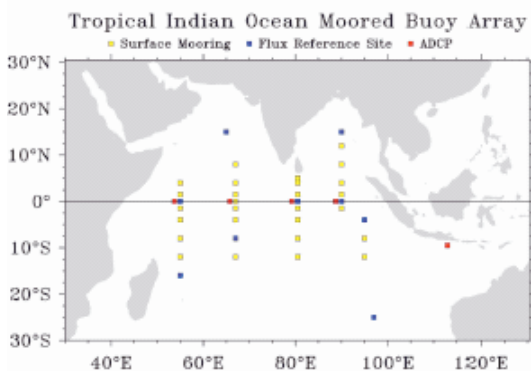 Tropical Indian Ocean Moored Buoy Array
Surface Mooring Flux Reference Site ADCP
30°N
20°N
10°N
0°
10°S
20°S
30°S
40°E 60°E 80°E 100°E 120°E